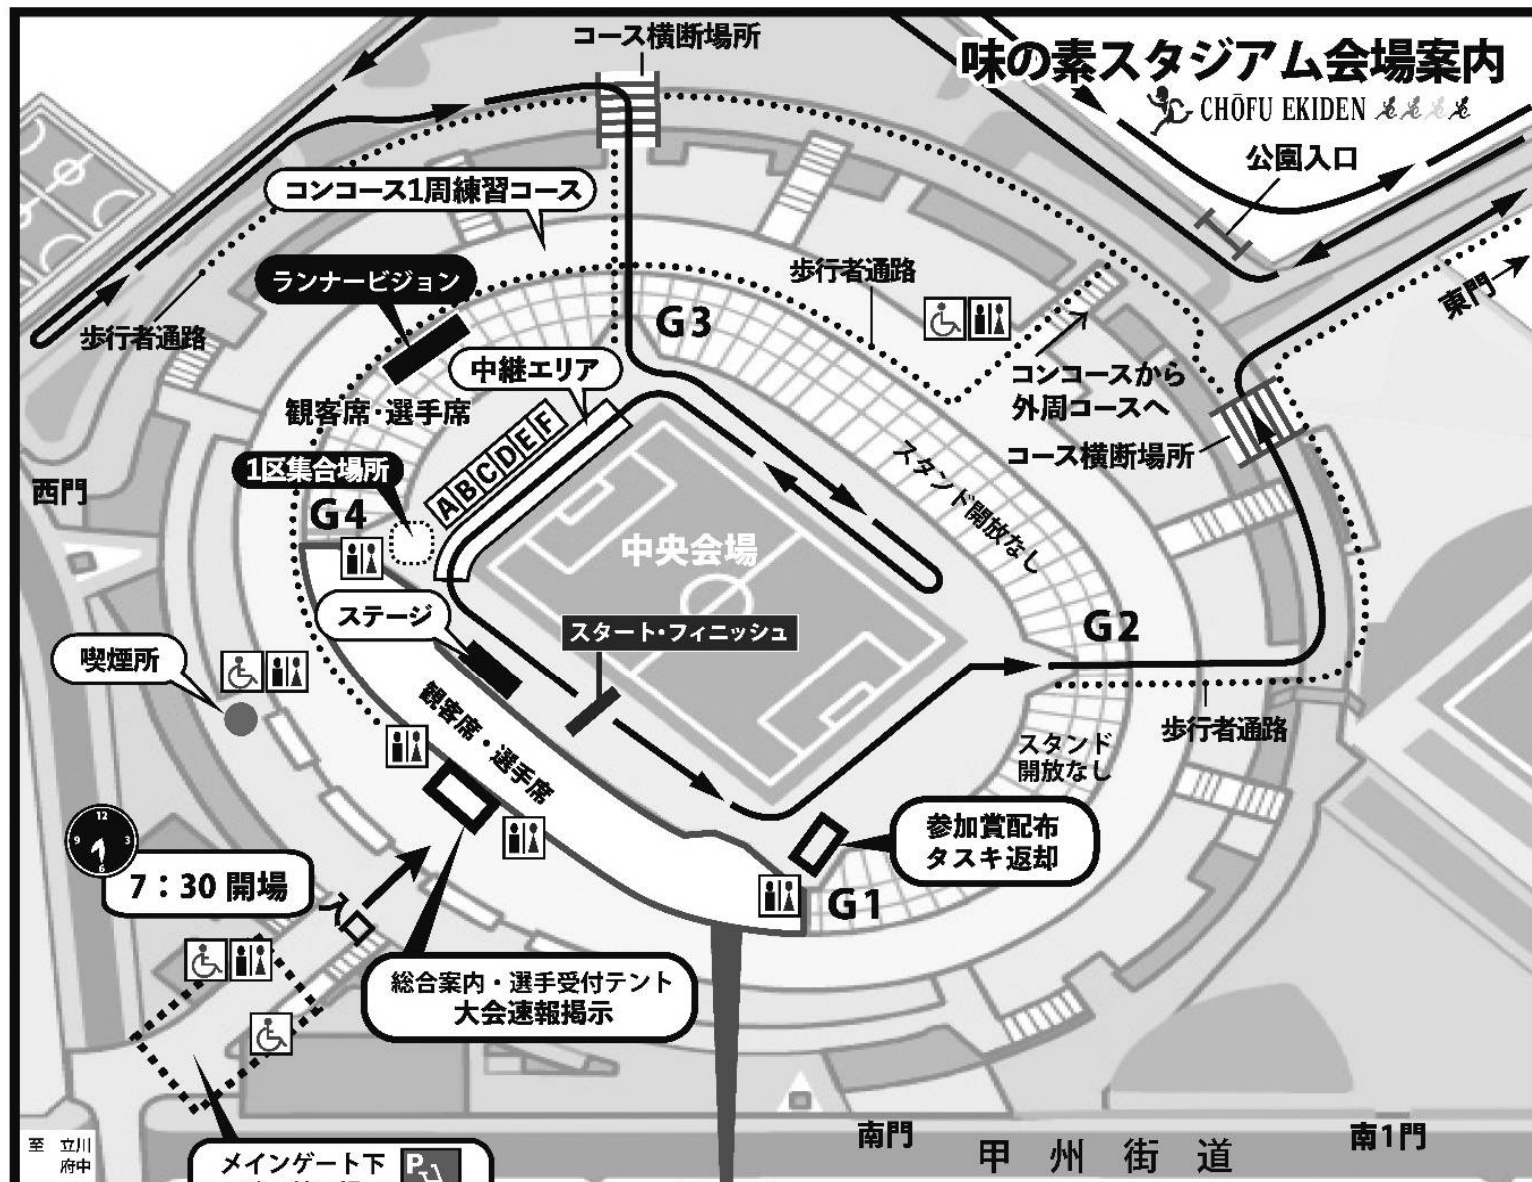 味の素スタジアム会場案内
CHŌFU EKIDEN
コース横断場所
公園入口
コンコース1周練習コース
ランナービジョン
歩行者通路
歩行者通路
東門
G3
中継エリア
コンコースから
外周コースへ
コース横断場所
観客席・選手席
A B C D E F
1区集合場所
スタンド開放なし
西門
G4
中央会場
ステージ
スタート・フィニッシュ
G2
喫煙所
観客席・選手席
歩行者通路
スタンド
開放なし
12
9 3
6
7：30 開場
参加賞配布
タスキ返却
入口
G1
総合案内・選手受付テント
大会速報掲示
南門
甲州街道
南1門
至 立川
府中
メインゲート下
P